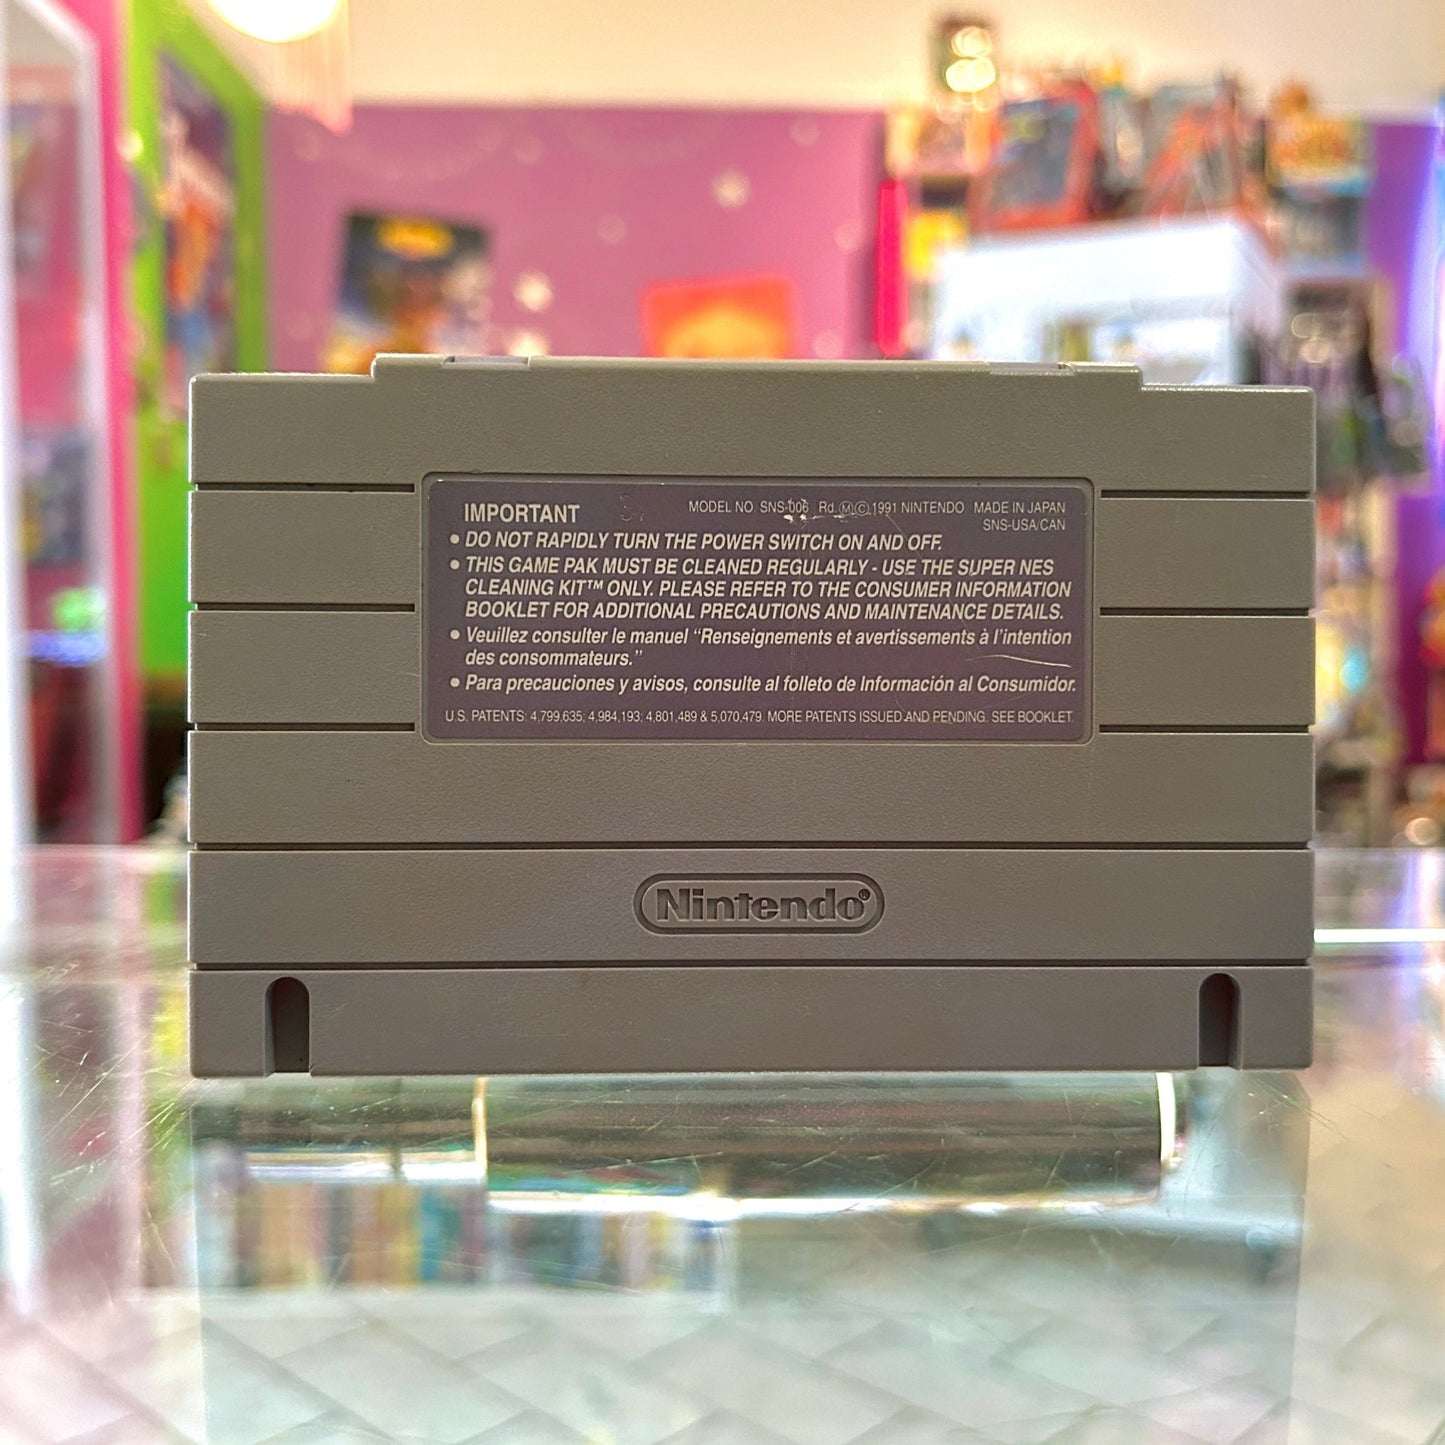 IMPORTANT
MODEL NO SNS-006 Rd. Ⓜ©1991 NINTENDO MADE IN JAPAN
SNS-USA/CAN
• DO NOT RAPIDLY TURN THE POWER SWITCH ON AND OFF.
• THIS GAME PAK MUST BE CLEANED REGULARLY - USE THE SUPER NES
CLEANING KIT™ ONLY. PLEASE REFER TO THE CONSUMER INFORMATION
BOOKLET FOR ADDITIONAL PRECAUTIONS AND MAINTENANCE DETAILS.
• Veuillez consulter le manuel “Renseignements et avertissements à l’intention
des consommateurs.”
• Para precauciones y avisos, consulte al folleto de Información al Consumidor.
U.S. PATENTS: 4,799,635; 4,984,193; 4,801,489 & 5,070,479. MORE PATENTS ISSUED AND PENDING. SEE BOOKLET.
Nintendo®